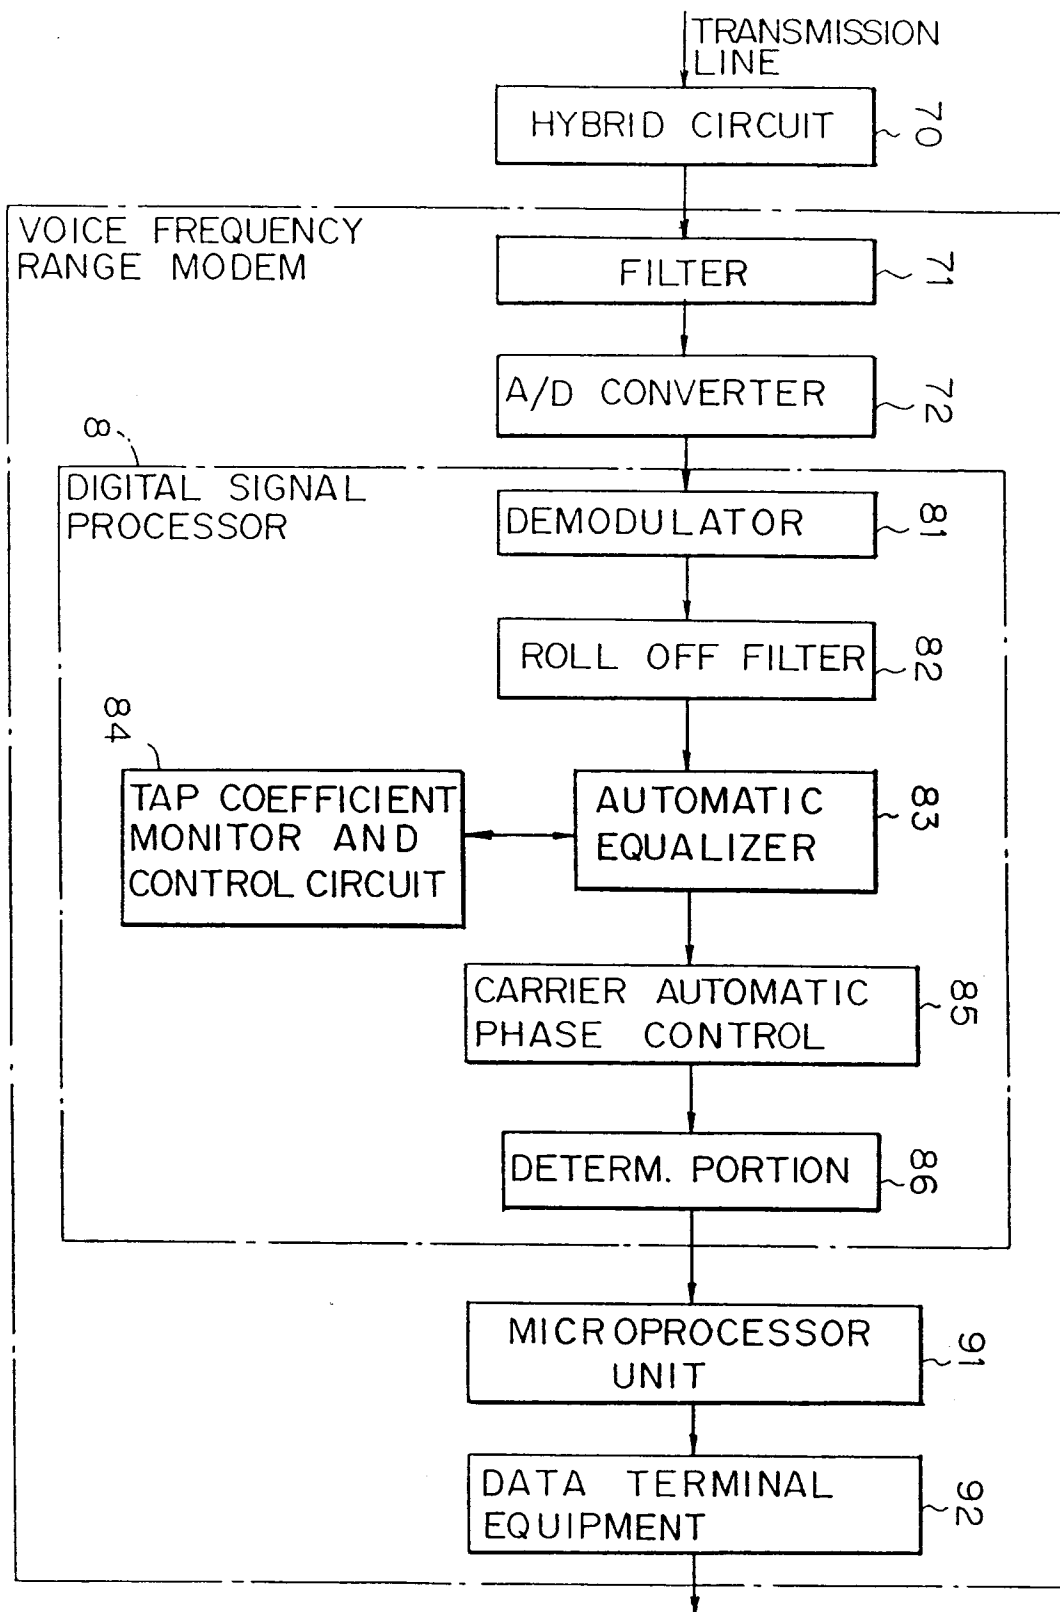 TRANSMISSION
LINE
HYBRID CIRCUIT
70
VOICE FREQUENCY
RANGE MODEM
FILTER
71
A/D CONVERTER
72
8
DIGITAL SIGNAL
PROCESSOR
DEMODULATOR
81
ROLL OFF FILTER
82
84
TAP COEFFICIENT
MONITOR AND
CONTROL CIRCUIT
AUTOMATIC
EQUALIZER
83
CARRIER AUTOMATIC
PHASE CONTROL
85
DETERM. PORTION
86
MICROPROCESSOR
UNIT
91
DATA TERMINAL
EQUIPMENT
92